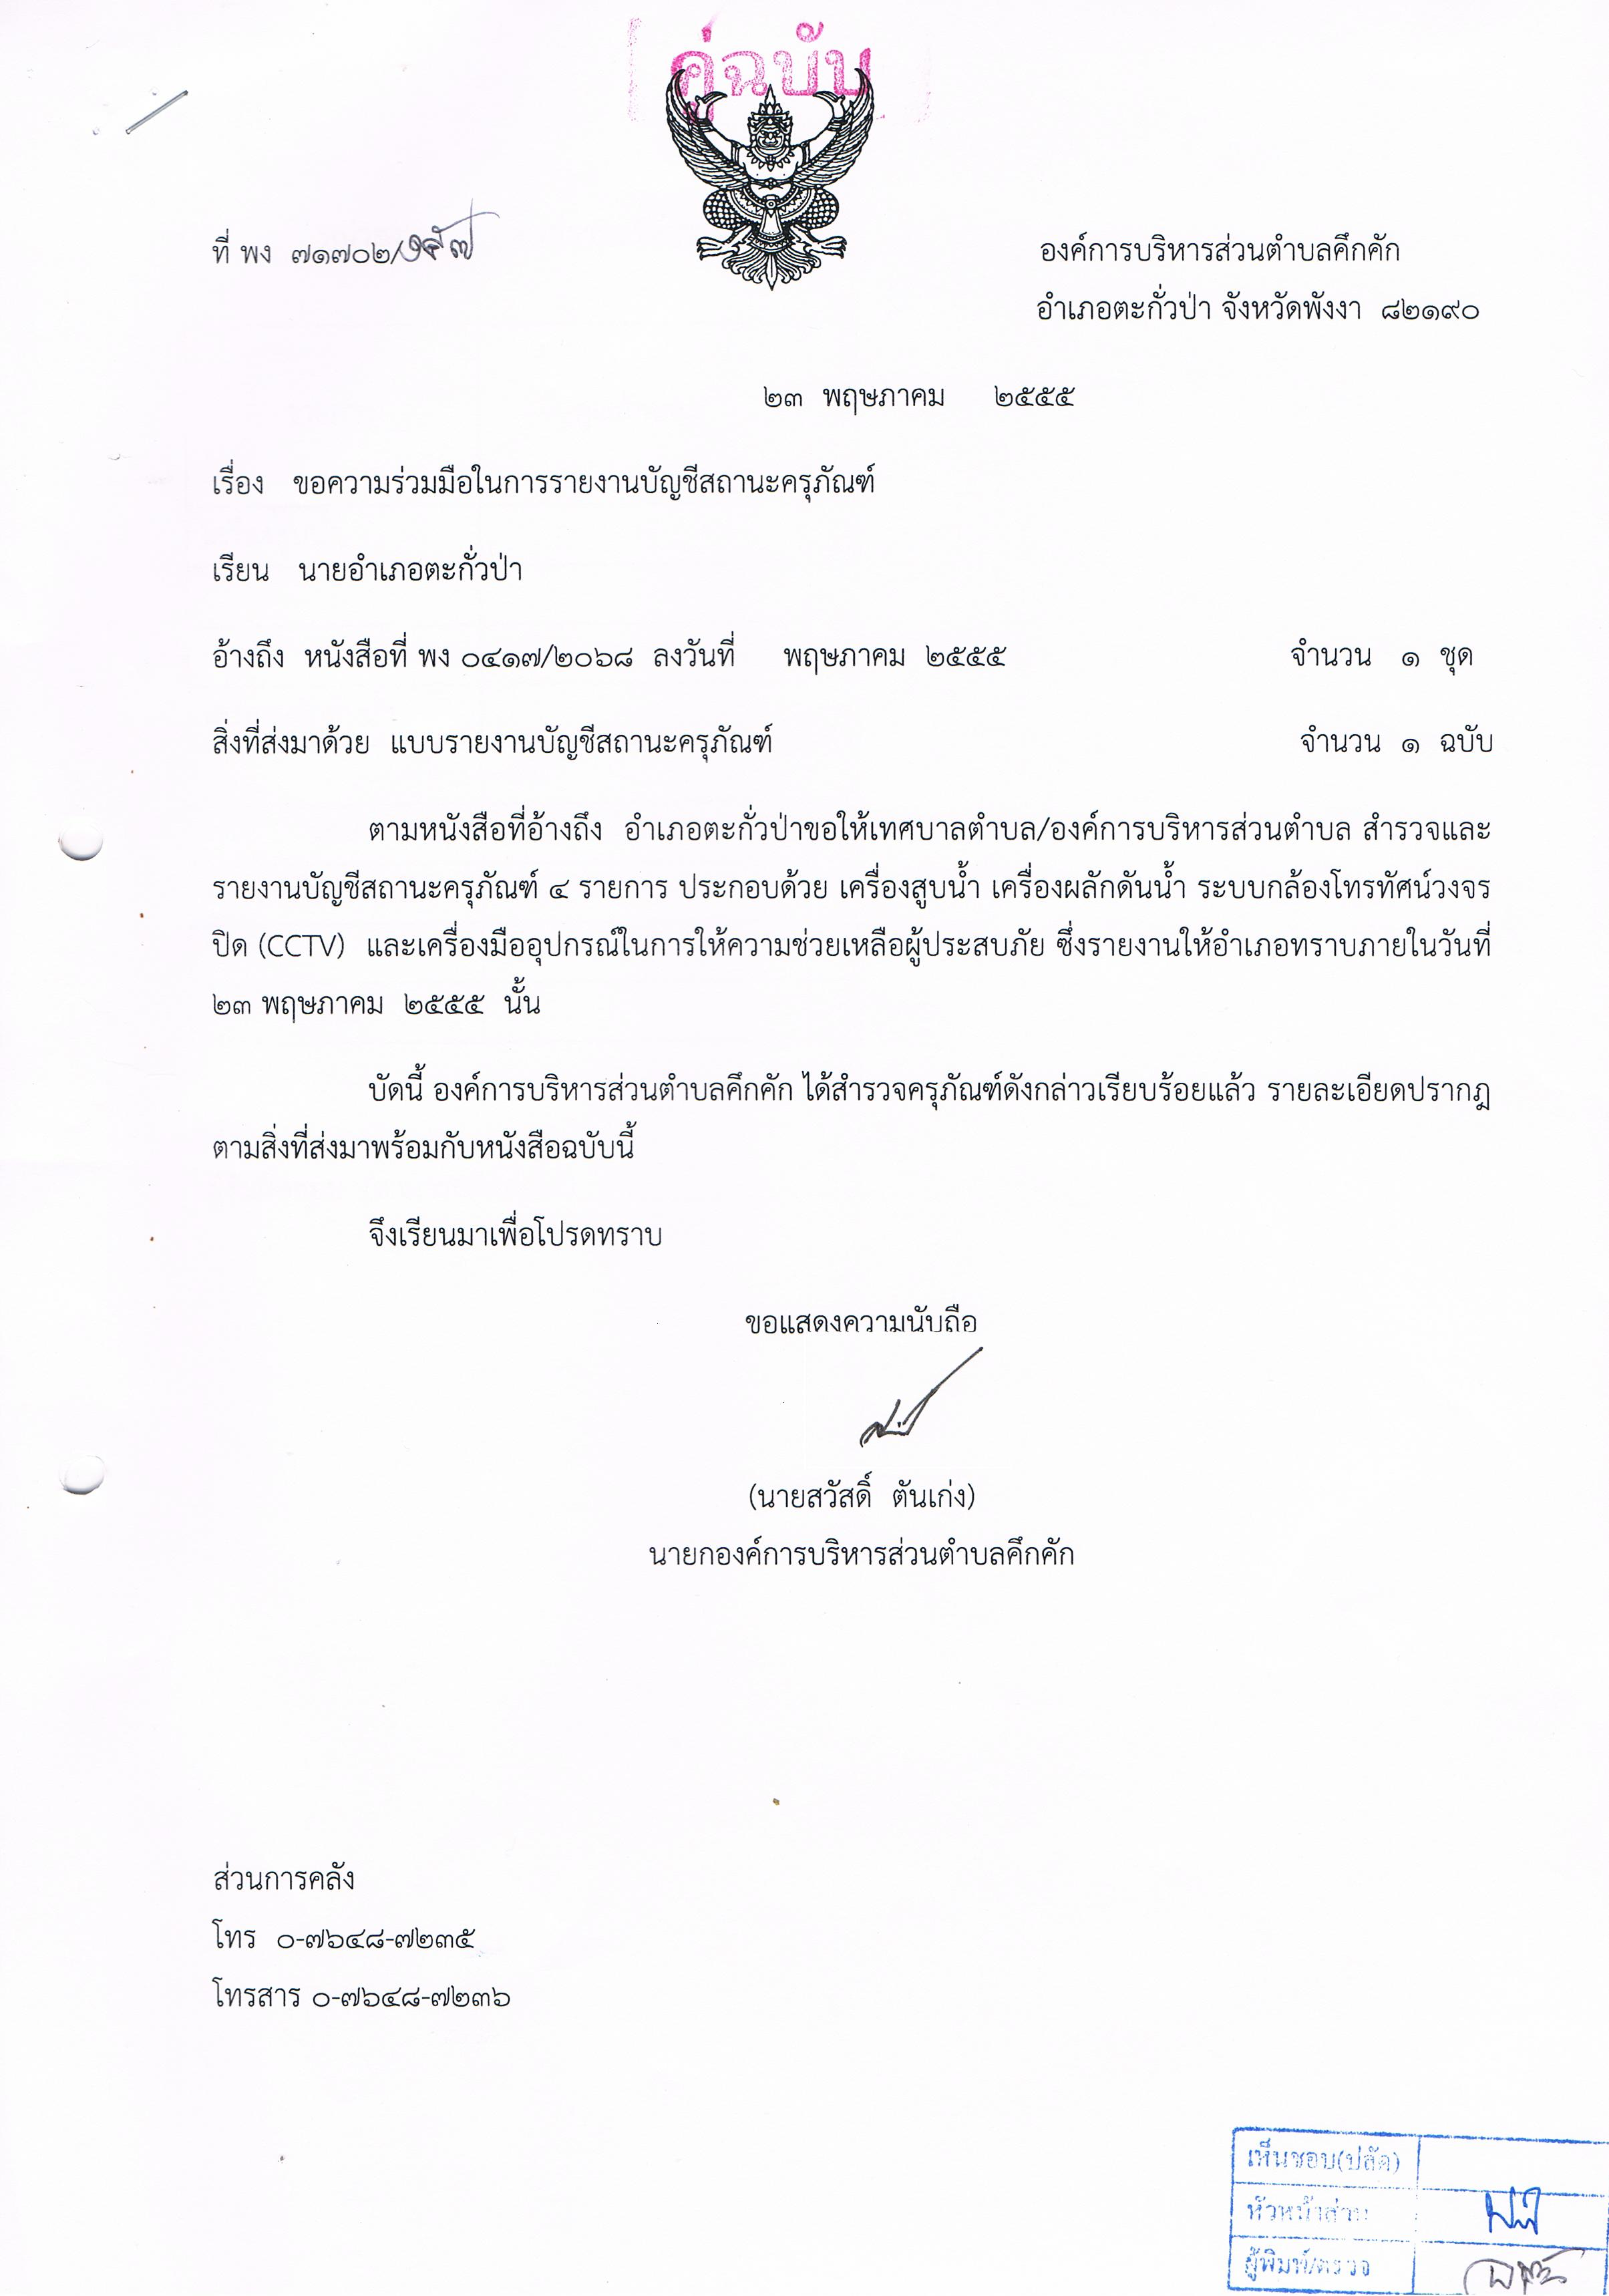 คู่ฉบับ
ที่ พง ๗๑๗๐๒/
องค์การบริหารส่วนตำบลคึกคัก
อำเภอตะกั่วป่า จังหวัดพังงา ๘๒๑๙๐
๒๓ พฤษภาคม ๒๕๕๕
เรื่อง ขอความร่วมมือในการรายงานบัญชีสถานะครุภัณฑ์
เรียน นายอำเภอตะกั่วป่า
อ้างถึง หนังสือที่ พง ๐๔๑๗/๒๐๖๘ ลงวันที่ พฤษภาคม ๒๕๕๕ จำนวน ๑ ชุด
สิ่งที่ส่งมาด้วย แบบรายงานบัญชีสถานะครุภัณฑ์ จำนวน ๑ ฉบับ
ตามหนังสือที่อ้างถึง อำเภอตะกั่วป่าขอให้เทศบาลตำบล/องค์การบริหารส่วนตำบล สำรวจและ
รายงานบัญชีสถานะครุภัณฑ์ ๔ รายการ ประกอบด้วย เครื่องสูบน้ำ เครื่องผลักดันน้ำ ระบบกล้องโทรทัศน์วงจร
ปิด (CCTV) และเครื่องมืออุปกรณ์ในการให้ความช่วยเหลือผู้ประสบภัย ซึ่งรายงานให้อำเภอทราบภายในวันที่
๒๓ พฤษภาคม ๒๕๕๕ นั้น
บัดนี้ องค์การบริหารส่วนตำบลคึกคัก ได้สำรวจครุภัณฑ์ดังกล่าวเรียบร้อยแล้ว รายละเอียดปรากฏ
ตามสิ่งที่ส่งมาพร้อมกับหนังสือฉบับนี้
จึงเรียนมาเพื่อโปรดทราบ
ขอแสดงความนับถือ
(นายสวัสดิ์ ตันเก่ง)
นายกองค์การบริหารส่วนตำบลคึกคัก
ส่วนการคลัง
โทร ๐-๗๖๔๘-๗๒๓๕
โทรสาร ๐-๗๖๔๘-๗๒๓๖
เห็นชอบ(ปลัด)
หัวหน้าส่วน
ผู้พิมพ์/ตรวจ